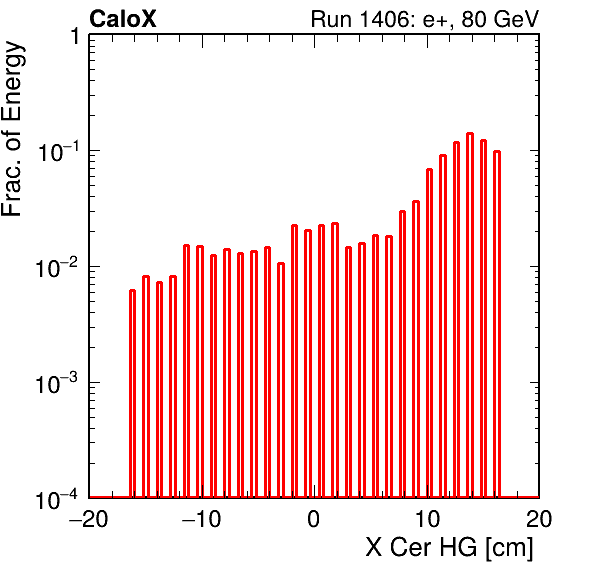 CaloX Run 1406: e+, 80 GeV
Frac. of Energy
1
10⁻¹
10⁻²
10⁻³
10⁻⁴
−20 −10 0 10 20
X Cer HG [cm]